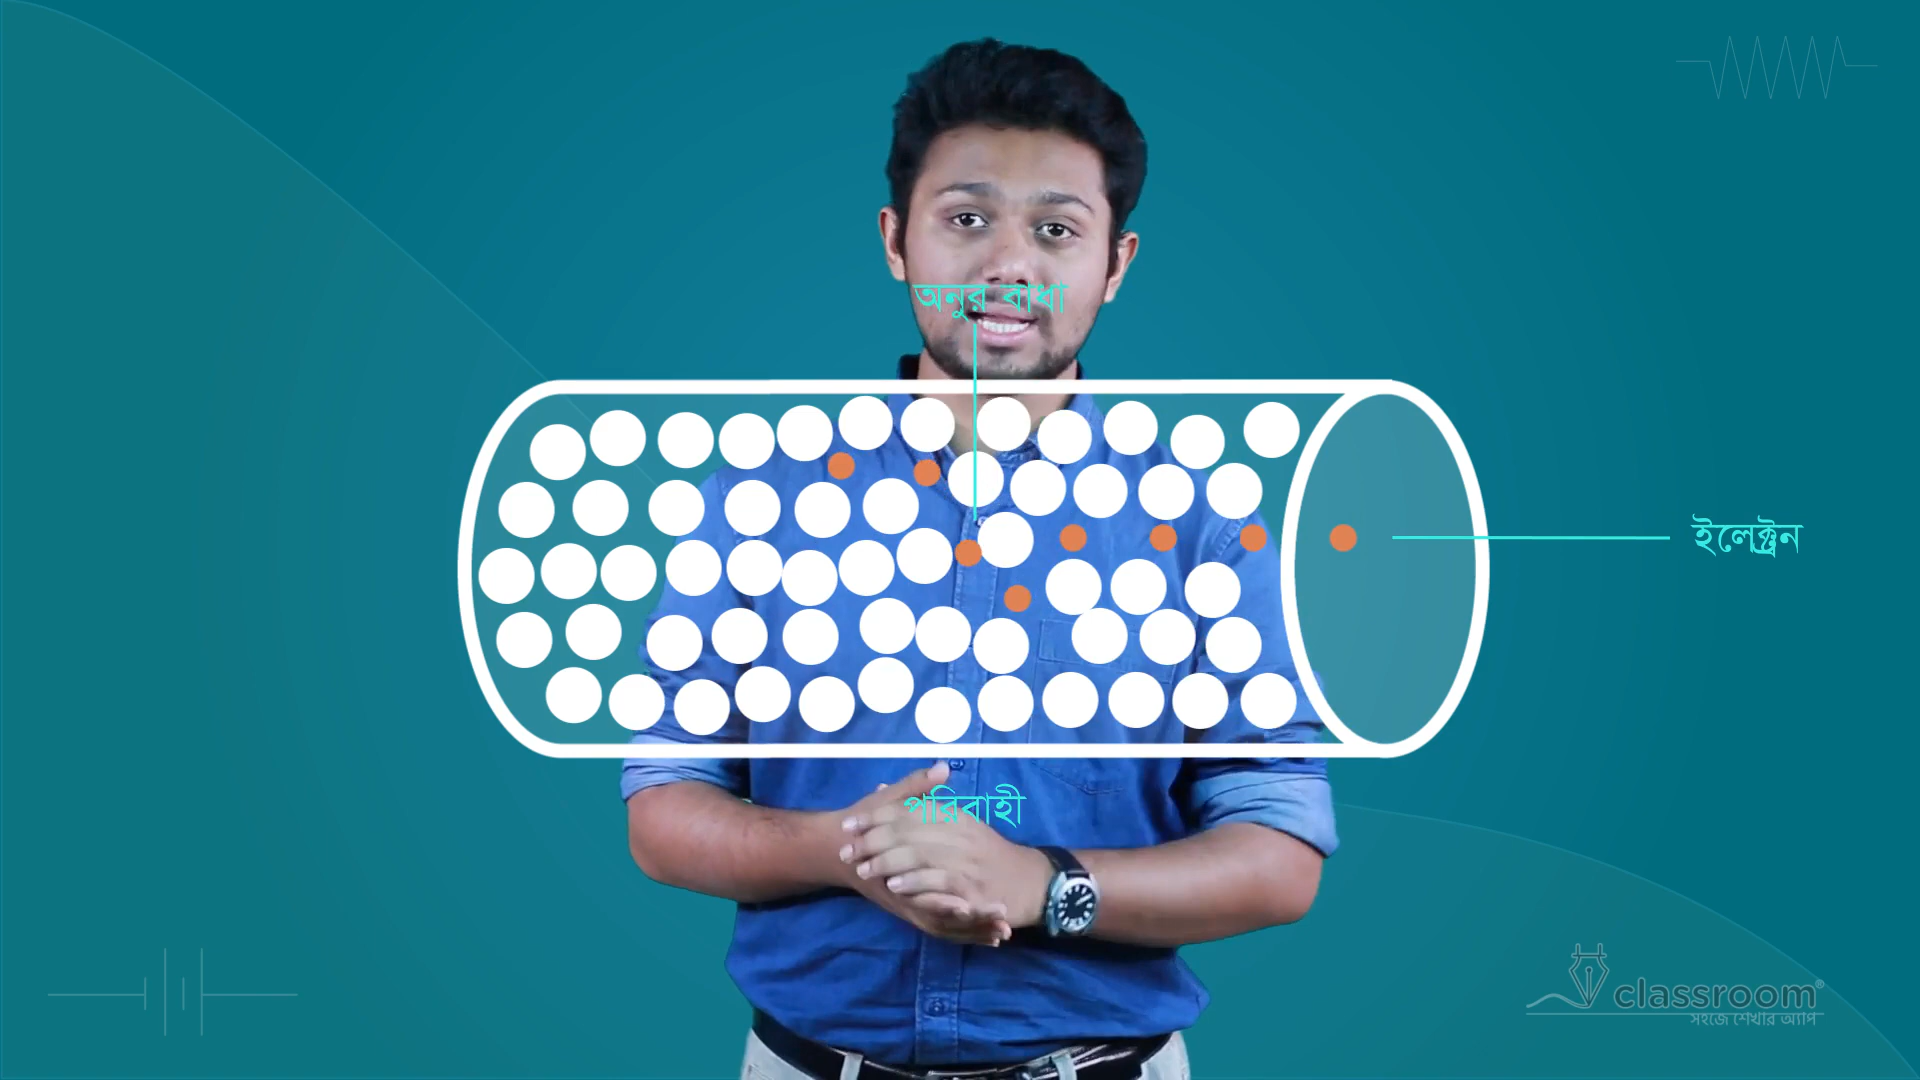 অনুর বাধা
ইলেক্ট্রন
পরিবাহী
classroom®
সহজে শেখার অ্যাপ